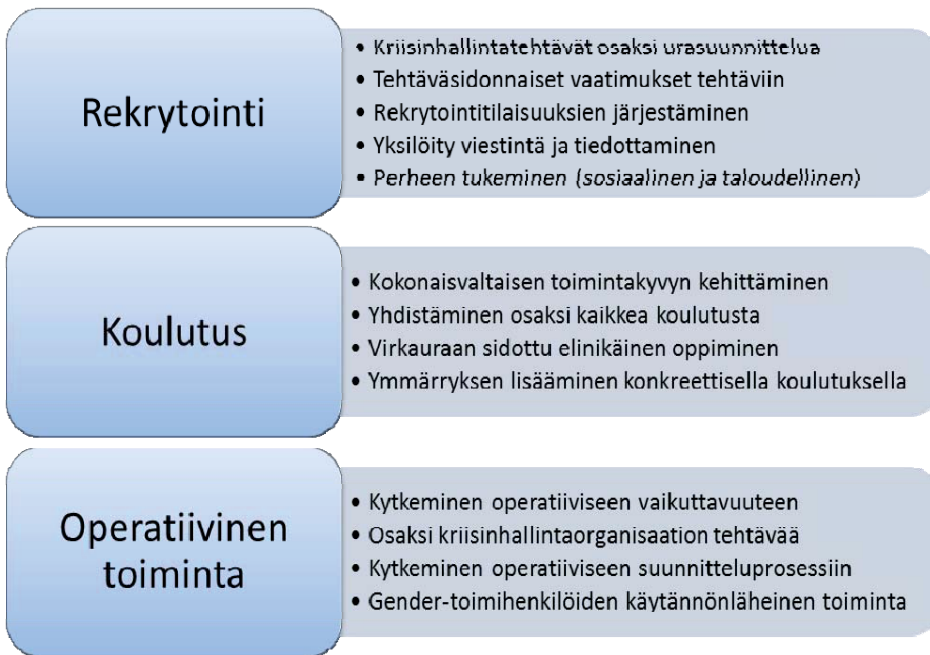 Rekrytointi
• Kriisinhallintatehtävät osaksi urasuunnittelua
• Tehtäväsidonnaiset vaatimukset tehtäviin
• Rekrytointitilaisuuksien järjestäminen
• Yksilöity viestintä ja tiedottaminen
• Perheen tukeminen (sosiaalinen ja taloudellinen)
Koulutus
• Kokonaisvaltaisen toimintakyvyn kehittäminen
• Yhdistäminen osaksi kaikkea koulutusta
• Virkauraan sidottu elinikäinen oppiminen
• Ymmärryksen lisääminen konkreettisella koulutuksella
Operatiivinen
toiminta
• Kytkeminen operatiiviseen vaikuttavuuteen
• Osaksi kriisinhallintaorganisaation tehtävää
• Kytkeminen operatiiviseen suunnitteluprosessiin
• Gender-toimihenkilöiden käytännönläheinen toiminta